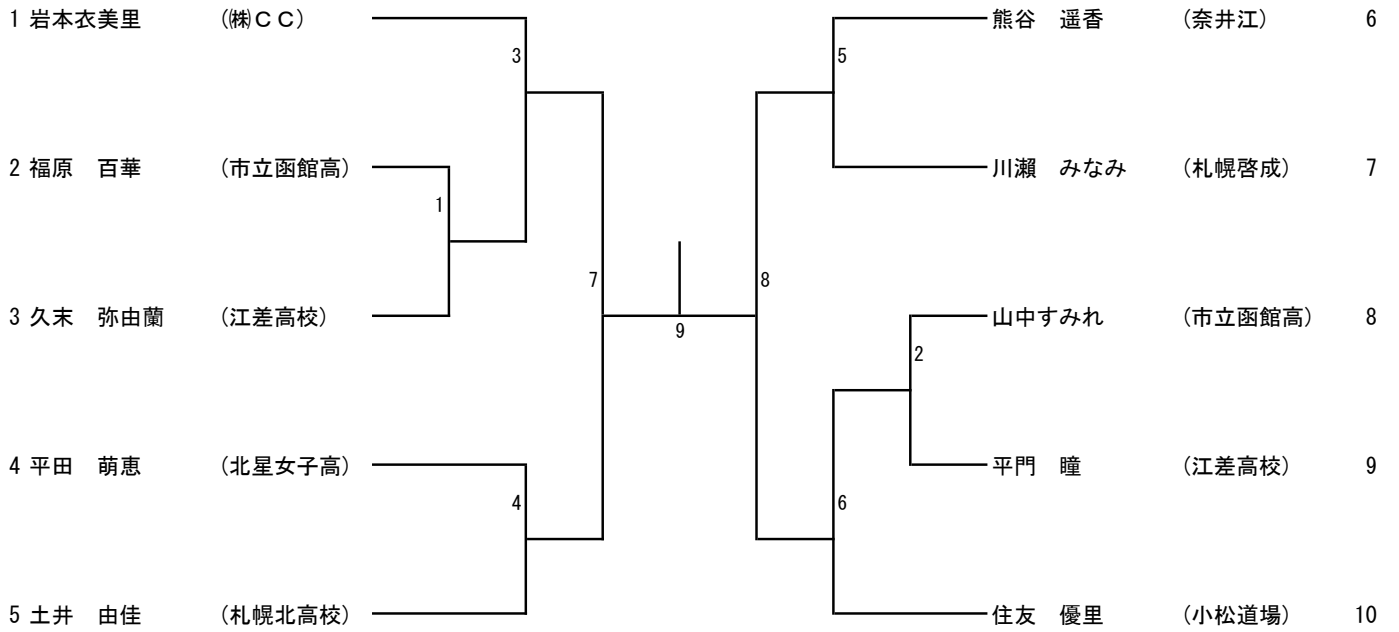 1 岩本衣美里 (㈱CC)
3
2 福原 百華 (市立函館高)
1
3 久末 弥由蘭 (江差高校)
7
4 平田 萌恵 (北星女子高)
4
5 土井 由佳 (札幌北高校)
9
熊谷 遥香 (奈井江) 6
5
川瀬 みなみ (札幌啓成) 7
8
山中すみれ (市立函館高) 8
2
平門 瞳 (江差高校) 9
6
住友 優里 (小松道場) 10